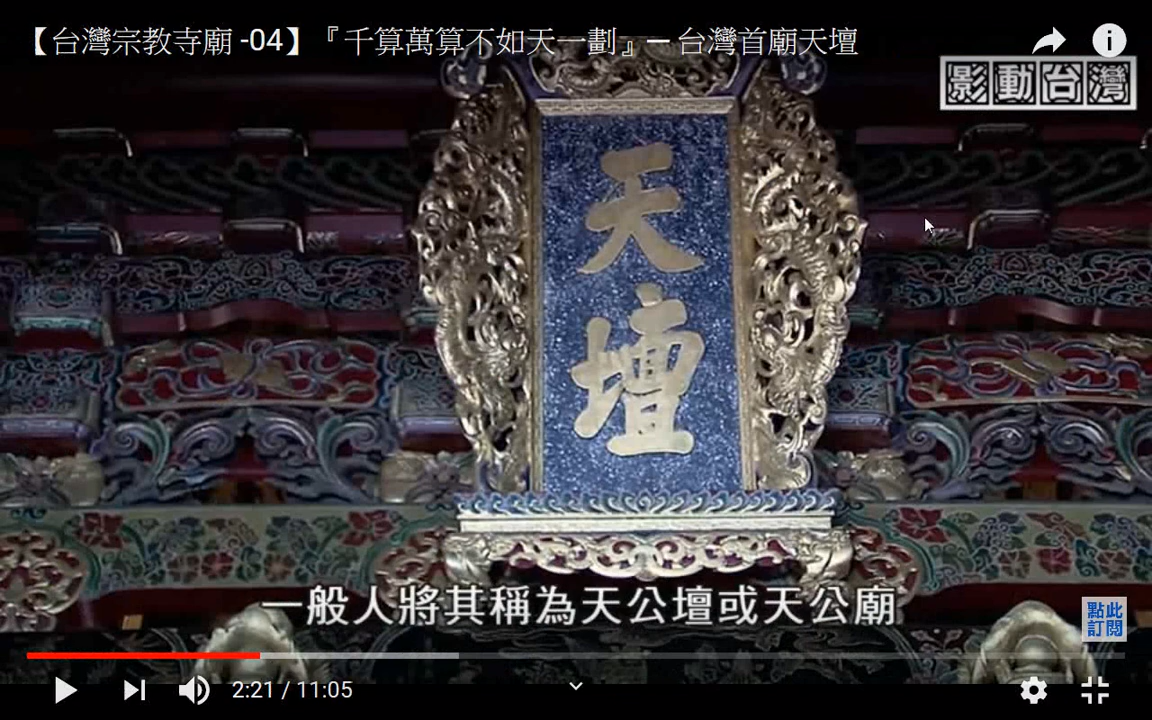 【台灣宗教寺廟 -04】『千算萬算不如天一劃』─ 台灣首廟天壇
影動台灣
天
壇
一般人將其稱為天公壇或天公廟
點此
訂閱
2:21 / 11:05